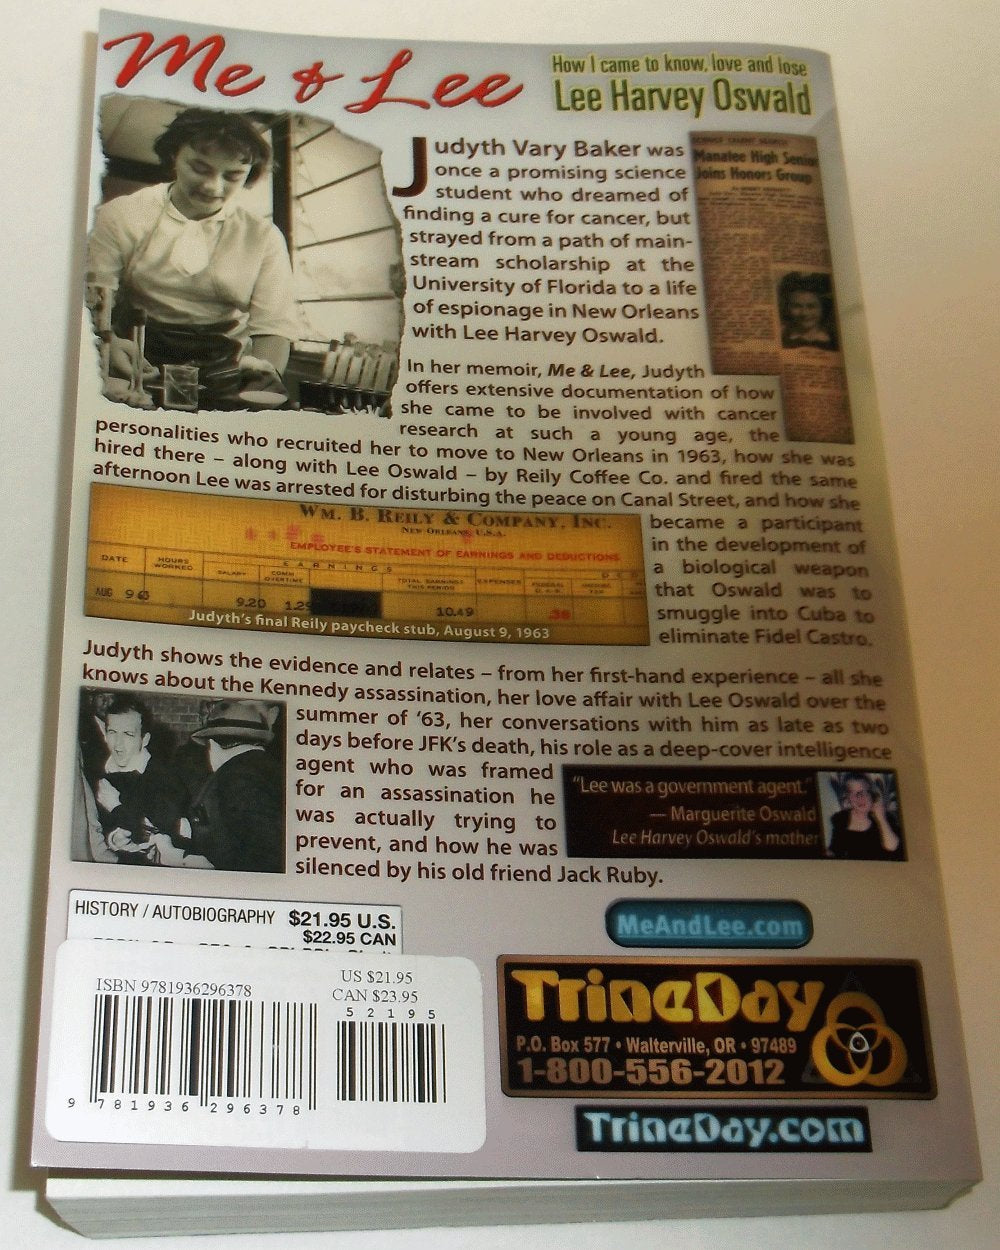 Me & Lee
How I came to know, love and lose
Lee Harvey Oswald
Judyth Vary Baker was
once a promising science
student who dreamed of
finding a cure for cancer, but
strayed from a path of main-
stream scholarship at the
University of Florida to a life
of espionage in New Orleans
with Lee Harvey Oswald.
Manatee High Senior
Joins Honors Group
In her memoir, Me & Lee, Judyth
offers extensive documentation of how
she came to be involved with cancer
research at such a young age, the
personalities who recruited her to move to New Orleans in 1963, how she was
hired there – along with Lee Oswald – by Reily Coffee Co. and fired the same
afternoon Lee was arrested for disturbing the peace on Canal Street, and how she
became a participant
in the development of
a biological weapon
that Oswald was to
smuggle into Cuba to
eliminate Fidel Castro.
WM. B. REILY & COMPANY, INC.
NEW ORLEANS, U.S.A.
EMPLOYEE'S STATEMENT OF EARNINGS AND DEDUCTIONS
EARNINGS
DATE HOURS WORKED SALARY COMM OVERTIME TOTAL EARNINGS THIS PERIOD EXPENSES
AUG 9 63 9.20 1.29 10.49 .38
Judyth's final Reily paycheck stub, August 9, 1963
Judyth shows the evidence and relates – from her first-hand experience – all she
knows about the Kennedy assassination, her love affair with Lee Oswald over the
summer of '63, her conversations with him as late as two
days before JFK's death, his role as a deep-cover intelligence
agent who was framed
for an assassination he
was actually trying to
prevent, and how he was
silenced by his old friend Jack Ruby.
"Lee was a government agent."
— Marguerite Oswald
Lee Harvey Oswald's mother
HISTORY / AUTOBIOGRAPHY $21.95 U.S.
$22.95 CAN
MeAndLee.com
ISBN 9781936296378
US $21.95
CAN $23.95
52195
9 781936 296378
TrineDay
P.O. Box 577 • Walterville, OR • 97489
1-800-556-2012
TrineDay.com